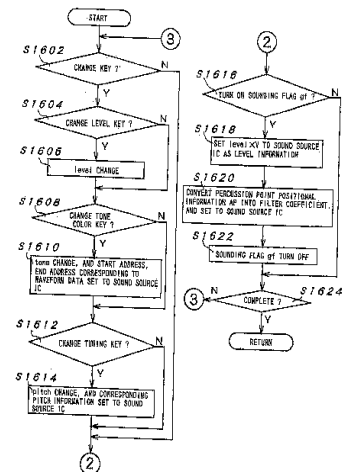 START
3
S1602
CHANGE KEY ?
N
Y
S1604
CHANGE LEVEL KEY ?
N
Y
S1606
level CHANGE
S1608
CHANGE TONE
COLOR KEY ?
N
Y
S1610
tone CHANGE, AND START ADDRESS,
END ADDRESS CORRESPONDING TO
WAVEFORM DATA SET TO SOUND SOURCE
IC
S1612
CHANGE TUNING KEY ?
N
Y
S1614
pitch CHANGE, AND CORRESPONDING
PITCH INFORMATION SET TO SOUND
SOURCE IC
2
2
S1616
TURN ON SOUNDING FLAG gf ?
N
Y
S1618
SET level×V TO SOUND SOURCE
IC AS LEVEL INFORMATION
S1620
CONVERT PERCUSSION POINT POSITIONAL
INFORMATION AP INTO FILTER COEFFICIENT,
AND SET TO SOUND SOURCE IC
S1622
SOUNDING FLAG gf TURN OFF
S1624
3
N
COMPLETE ?
Y
RETURN